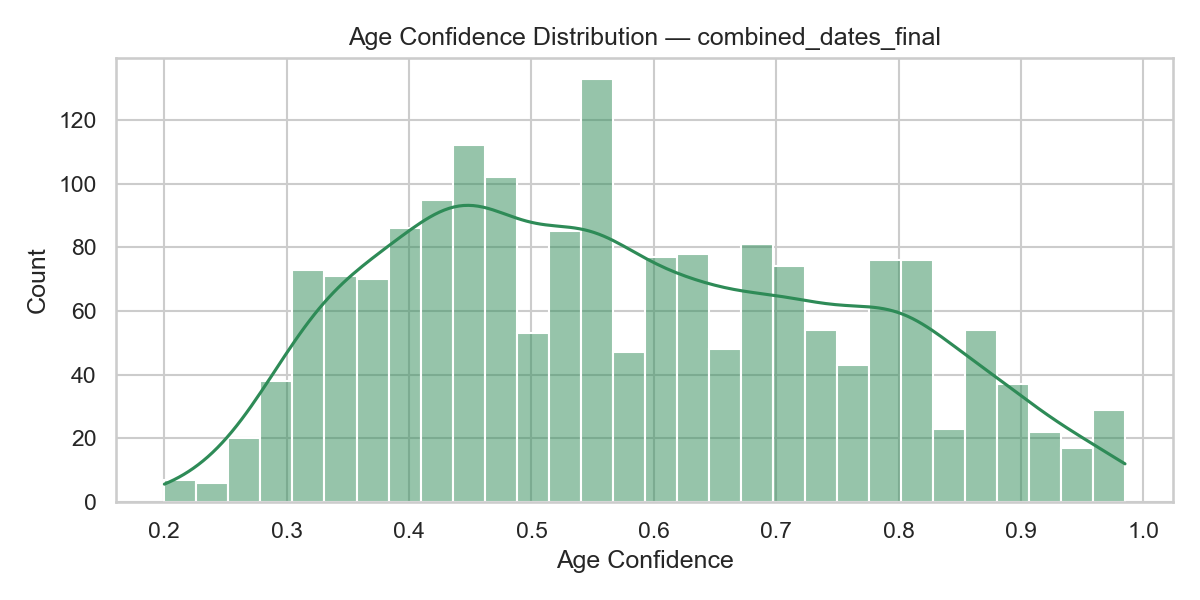 Age Confidence Distribution — combined_dates_final
Count
120
100
80
60
40
20
0
0.2 0.3 0.4 0.5 0.6 0.7 0.8 0.9 1.0
Age Confidence